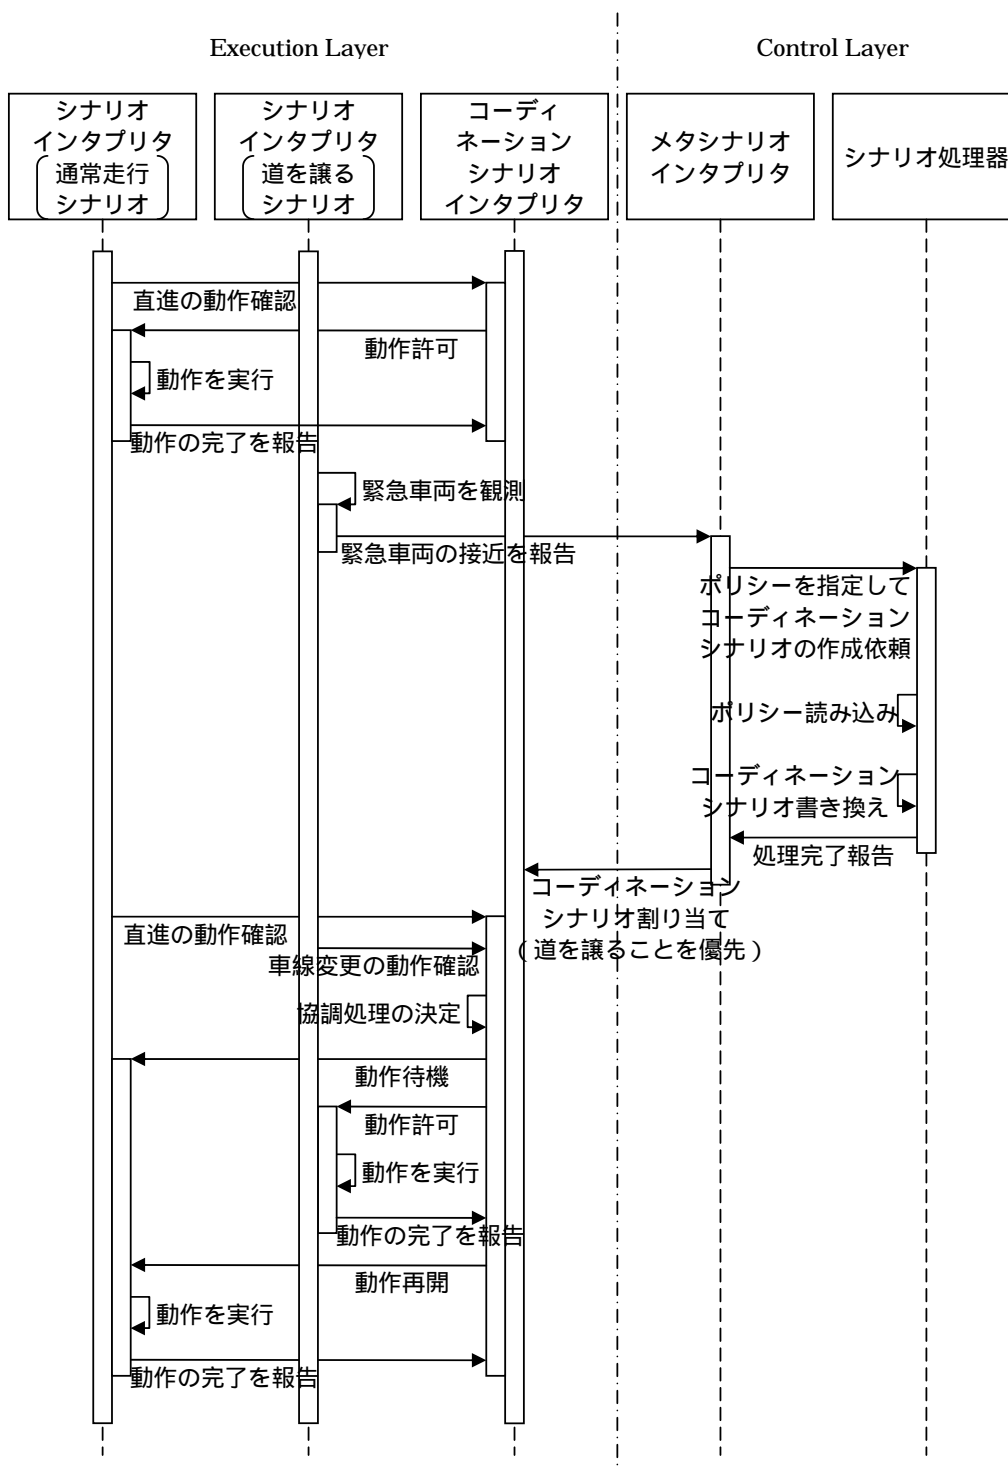 Execution Layer
Control Layer
シナリオ
インタプリタ
通常走行
シナリオ
シナリオ
インタプリタ
道を譲る
シナリオ
コーディ
ネーション
シナリオ
インタプリタ
メタシナリオ
インタプリタ
シナリオ処理器
直進の動作確認
動作許可
動作を実行
動作の完了を報告
緊急車両を観測
緊急車両の接近を報告
ポリシーを指定して
コーディネーション
シナリオの作成依頼
ポリシー読み込み
コーディネーション
シナリオ書き換え
処理完了報告
コーディネーション
シナリオ割り当て
(道を譲ることを優先)
直進の動作確認
車線変更の動作確認
協調処理の決定
動作待機
動作許可
動作を実行
動作の完了を報告
動作再開
動作を実行
動作の完了を報告